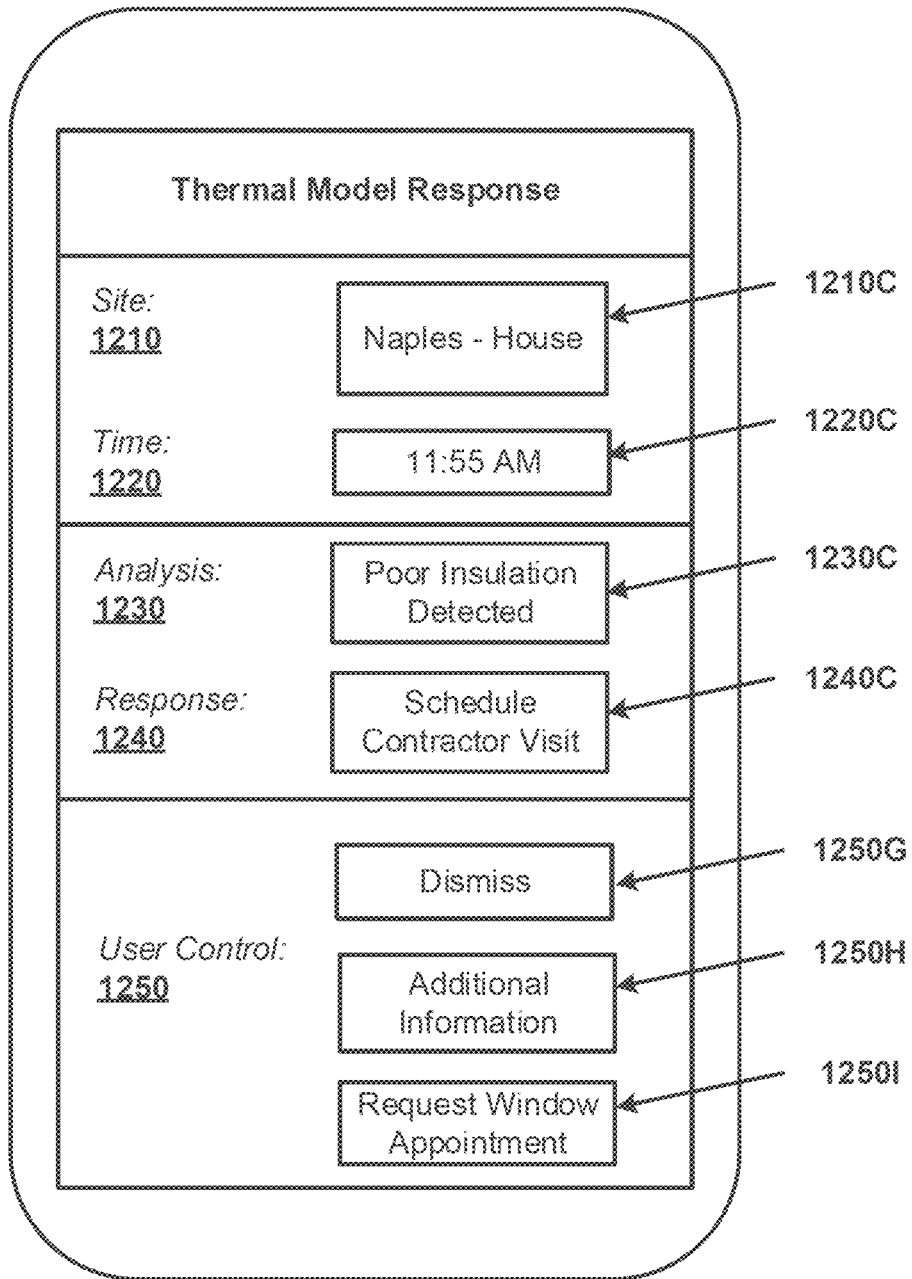 Thermal Model Response
Site:
1210
Naples - House
1210C
Time:
1220
11:55 AM
1220C
Analysis:
1230
Poor Insulation
Detected
1230C
Response:
1240
Schedule
Contractor Visit
1240C
User Control:
1250
Dismiss
1250G
Additional
Information
1250H
Request Window
Appointment
1250I